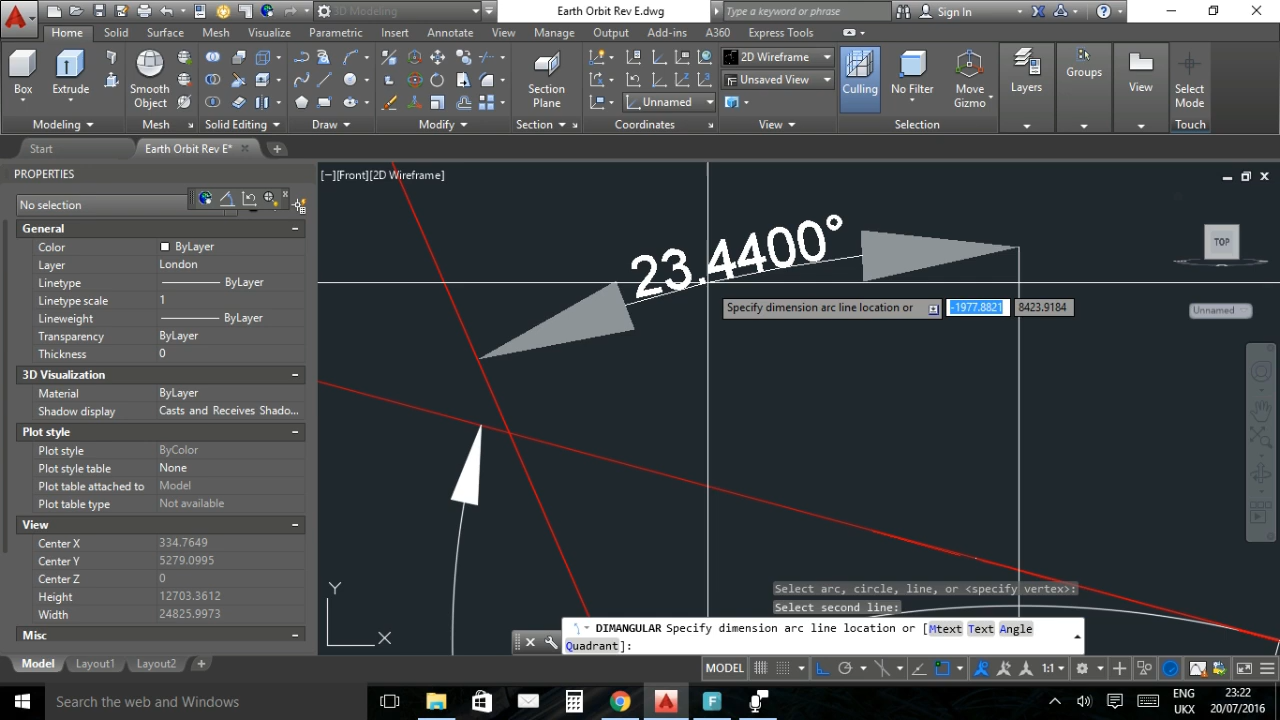 3D Modeling
Earth Orbit Rev E.dwg
Type a keyword or phrase
Sign In
Home
Solid
Surface
Mesh
Visualize
Parametric
Insert
Annotate
View
Manage
Output
Add-ins
A360
Express Tools
Box
Extrude
Smooth
Object
Section
Plane
2D Wireframe
Unsaved View
Unnamed
Culling
No Filter
Move
Gizmo
Layers
Groups
View
Select
Mode
Modeling
Mesh
Solid Editing
Draw
Modify
Section
Coordinates
View
Selection
Touch
Start
Earth Orbit Rev E*
PROPERTIES
No selection
General
Color ByLayer
Layer London
Linetype ByLayer
Linetype scale 1
Lineweight ByLayer
Transparency ByLayer
Thickness 0
3D Visualization
Material ByLayer
Shadow display Casts and Receives Shado...
Plot style
Plot style ByColor
Plot style table None
Plot table attached to Model
Plot table type Not available
View
Center X 334.7649
Center Y 5279.0995
Center Z 0
Height 12703.3612
Width 24825.9973
Misc
[−][Front][2D Wireframe]
23.4400°
TOP
Unnamed
Specify dimension arc line location or -1977.8821 8423.9184
Y
X
Select arc, circle, line, or <specify vertex>:
Select second line:
DIMANGULAR Specify dimension arc line location or [Mtext Text Angle
Quadrant]:
Model
Layout1
Layout2
MODEL
1:1
Search the web and Windows
ENG
UKX
23:22
20/07/2016